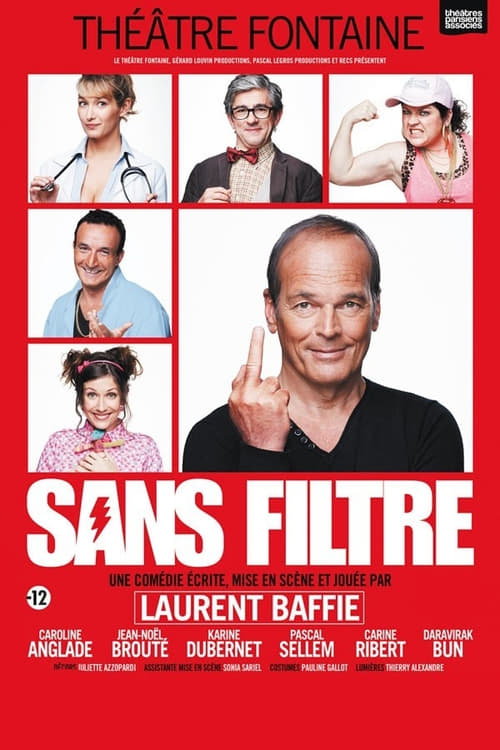 THÉÂTRE FONTAINE
théâtres
parisiens
associés
LE THÉÂTRE FONTAINE, GÉRARD LOUVIN PRODUCTIONS, PASCAL LEGROS PRODUCTIONS ET RECS PRÉSENTENT
SANS FILTRE
UNE COMÉDIE ÉCRITE, MISE EN SCÈNE ET JOUÉE PAR
-12
LAURENT BAFFIE
CAROLINE ANGLADE
JEAN-NOËL BROUTÉ
KARINE DUBERNET
PASCAL SELLEM
CARINE RIBERT
DARAVIRAK BUN
DÉCORS JULIETTE AZZOPARDI ASSISTANTE MISE EN SCÈNE SONIA SARIEL COSTUMES PAULINE GALLOT LUMIÈRES THIERRY ALEXANDRE